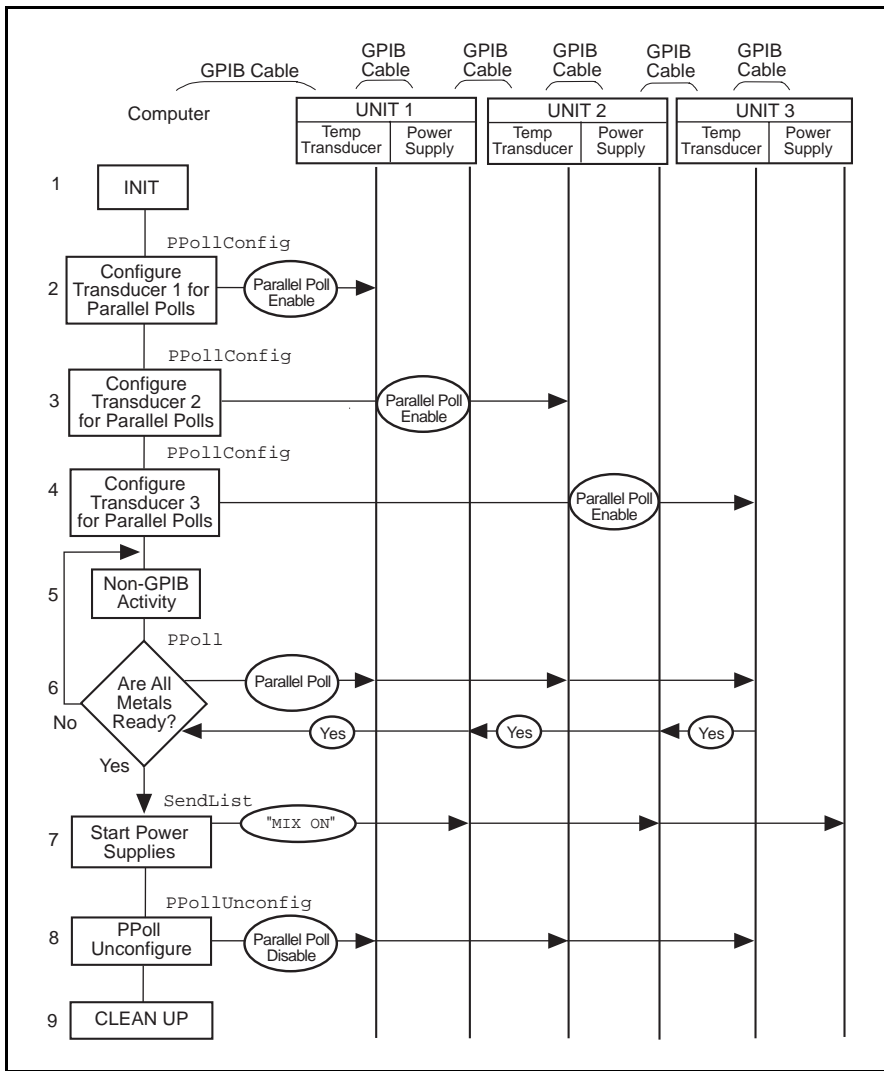 GPIB Cable
GPIB
Cable
GPIB
Cable
GPIB
Cable
GPIB
Cable
GPIB
Cable
Computer
UNIT 1
UNIT 2
UNIT 3
Temp
Transducer
Power
Supply
Temp
Transducer
Power
Supply
Temp
Transducer
Power
Supply
1
INIT
PPollConfig
2
Configure
Transducer 1 for
Parallel Polls
Parallel Poll
Enable
PPollConfig
3
Configure
Transducer 2
for Parallel Polls
Parallel Poll
Enable
PPollConfig
4
Configure
Transducer 3
for Parallel Polls
Parallel Poll
Enable
5
Non-GPIB
Activity
PPoll
6
Are All
Metals
Ready?
Parallel Poll
No
Yes
Yes
Yes
Yes
SendList
7
Start Power
Supplies
"MIX ON"
PPollUnconfig
8
PPoll
Unconfigure
Parallel Poll
Disable
9
CLEAN UP